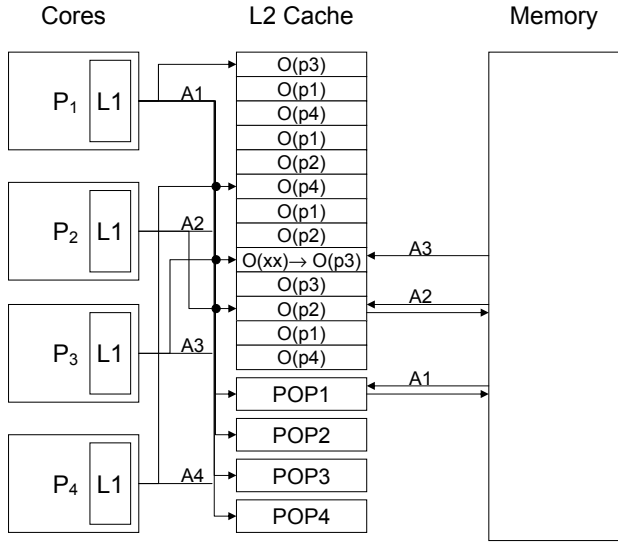 Cores L2 Cache Memory
P1 L1
A1
P2 L1
A2
P3 L1
A3
P4 L1
A4
O(p3)
O(p1)
O(p4)
O(p1)
O(p2)
O(p4)
O(p1)
O(p2)
O(xx)→ O(p3)
O(p3)
O(p2)
O(p1)
O(p4)
POP1
POP2
POP3
POP4
A3
A2
A1